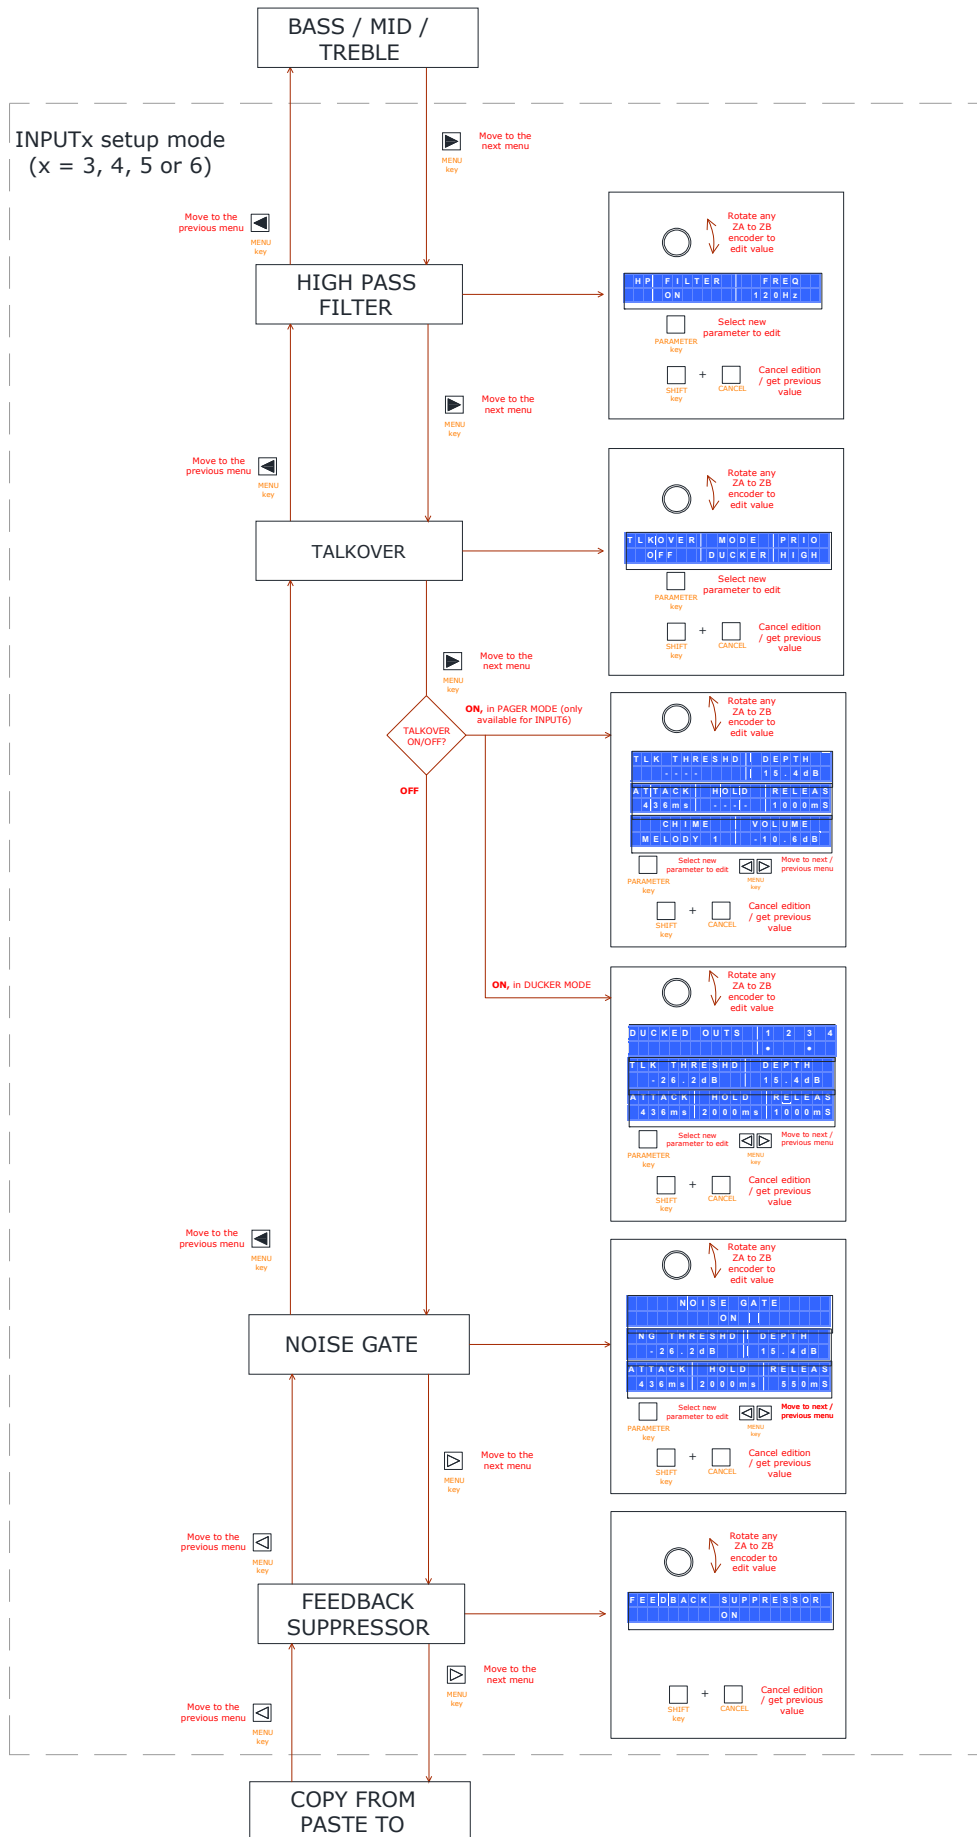 BASS / MID /
TREBLE
INPUTx setup mode
(x = 3, 4, 5 or 6)
Move to the
next menu
MENU
key
Move to the
previous menu
MENU
key
HIGH PASS
FILTER
Rotate any
ZA to ZB
encoder to
edit value
HP FILTER FREQ
ON 120Hz
Select new
parameter to edit
PARAMETER
key
SHIFT
key
+
CANCEL
Cancel edition
/ get previous
value
Move to the
next menu
MENU
key
Move to the
previous menu
MENU
key
TALKOVER
Rotate any
ZA to ZB
encoder to
edit value
TLKOVER MODE PRIO
OFF DUCKER HIGH
Select new
parameter to edit
PARAMETER
key
SHIFT
key
+
CANCEL
Cancel edition
/ get previous
value
Move to the
next menu
MENU
key
TALKOVER
ON/OFF?
ON, in PAGER MODE (only
available for INPUT6)
OFF
Rotate any
ZA to ZB
encoder to
edit value
TLK THRESHD DEPTH
---- 15.4dB
ATTACK HOLD RELEAS
436ms ---- 1000mS
CHIME VOLUME
MELODY 1 -10.6dB
PARAMETER
key
Select new
parameter to edit
MENU
key
Move to next /
previous menu
SHIFT
key
+
CANCEL
Cancel edition
/ get previous
value
ON, in DUCKER MODE
Rotate any
ZA to ZB
encoder to
edit value
DUCKED OUTS 1 2 3 4
• •
TLK THRESHD DEPTH
-26.2dB 15.4dB
ATTACK HOLD RELEAS
436ms 2000ms 1000mS
PARAMETER
key
Select new
parameter to edit
MENU
key
Move to next /
previous menu
SHIFT
key
+
CANCEL
Cancel edition
/ get previous
value
Move to the
previous menu
MENU
key
NOISE GATE
Rotate any
ZA to ZB
encoder to
edit value
NOISE GATE
ON
NG THRESHD DEPTH
-26.2dB 15.4dB
ATTACK HOLD RELEAS
436ms 2000ms 550mS
PARAMETER
key
Select new
parameter to edit
MENU
key
Move to next /
previous menu
SHIFT
key
+
CANCEL
Cancel edition
/ get previous
value
Move to the
next menu
MENU
key
Move to the
previous menu
MENU
key
FEEDBACK
SUPPRESSOR
Rotate any
ZA to ZB
encoder to
edit value
FEEDBACK SUPPRESSOR
ON
SHIFT
key
+
CANCEL
Cancel edition
/ get previous
value
Move to the
next menu
MENU
key
Move to the
previous menu
MENU
key
COPY FROM
PASTE TO